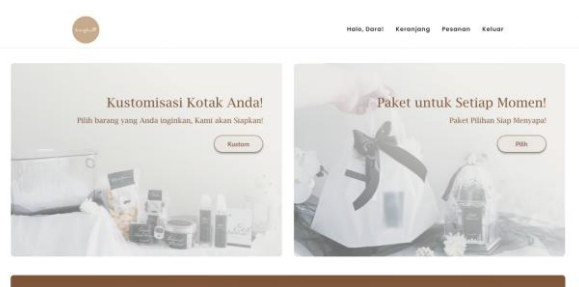 Halo, Dara! Keranjang Pesanan Keluar
Kustomisasi Kotak Anda!
Pilih barang yang Anda inginkan, Kami akan Siapkan!
Kustom
Paket untuk Setiap Momen!
Paket Pilihan Siap Menyapa!
Pilih